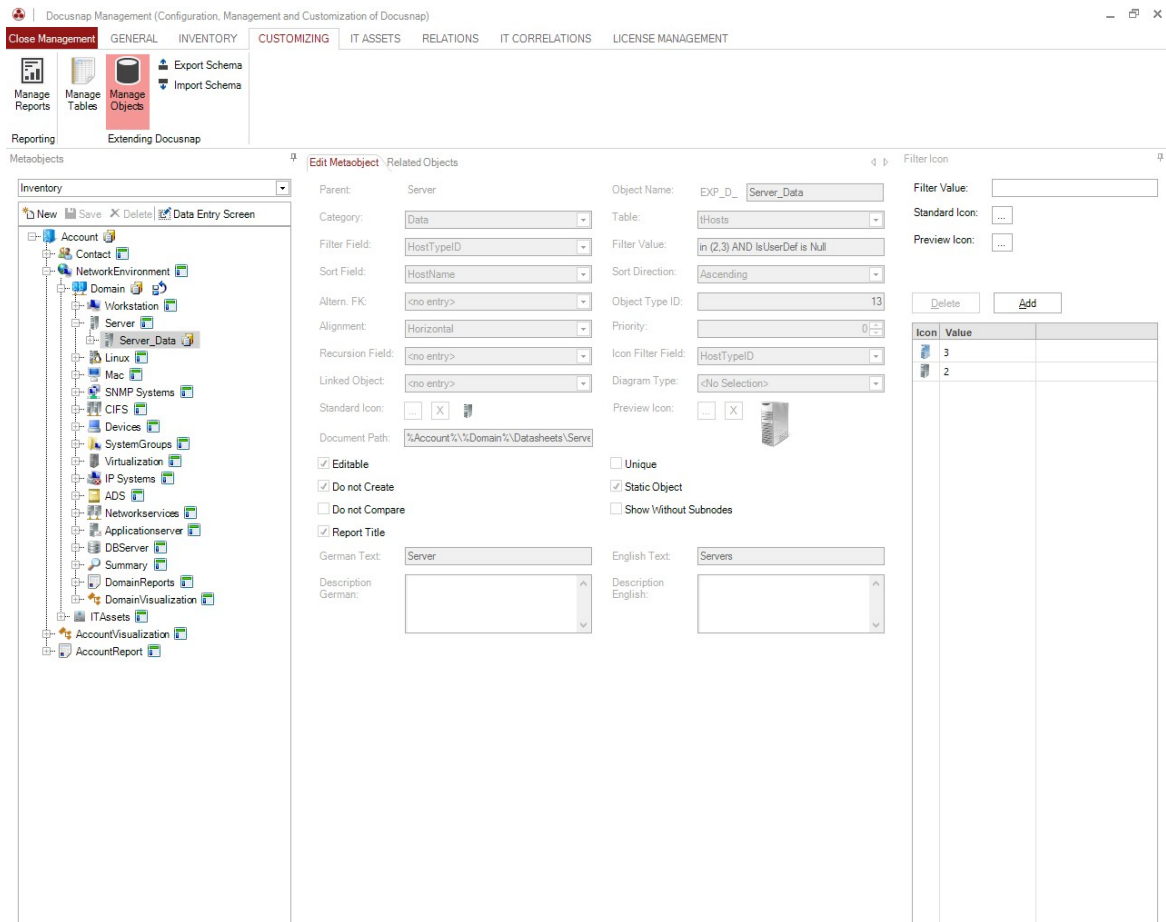 Docusnap Management (Configuration, Management and Customization of Docusnap)
Close Management GENERAL INVENTORY CUSTOMIZING IT ASSETS RELATIONS IT CORRELATIONS LICENSE MANAGEMENT
Manage Reports
Manage Tables
Manage Objects
Export Schema
Import Schema
Reporting
Extending Docusnap
Metaobjects
Inventory
New Save Delete Data Entry Screen
Account
Contact
NetworkEnvironment
Domain
Workstation
Server
Server_Data
Linux
Mac
SNMP Systems
CIFS
Devices
SystemGroups
Virtualization
IP Systems
ADS
Networkservices
Applicationserver
DBServer
Summary
DomainReports
DomainVisualization
ITAssets
AccountVisualization
AccountReport
Edit Metaobject Related Objects
Parent: Server Object Name: EXP_D_ Server_Data
Category: Data Table: tHosts
Filter Field: HostTypeID Filter Value: in (2,3) AND IsUserDef is Null
Sort Field: HostName Sort Direction: Ascending
Altern. FK: <no entry> Object Type ID: 13
Alignment: Horizontal Priority: 0
Recursion Field: <no entry> Icon Filter Field: HostTypeID
Linked Object: <no entry> Diagram Type: <No Selection>
Standard Icon: ... X Preview Icon: ... X
Document Path: %Account%\%Domain%\Datasheets\Serve
Editable Unique
Do not Create Static Object
Do not Compare Show Without Subnodes
Report Title
German Text: Server English Text: Servers
Description German: Description English:
Filter Icon
Filter Value:
Standard Icon: ...
Preview Icon: ...
Delete Add
Icon Value
3
2